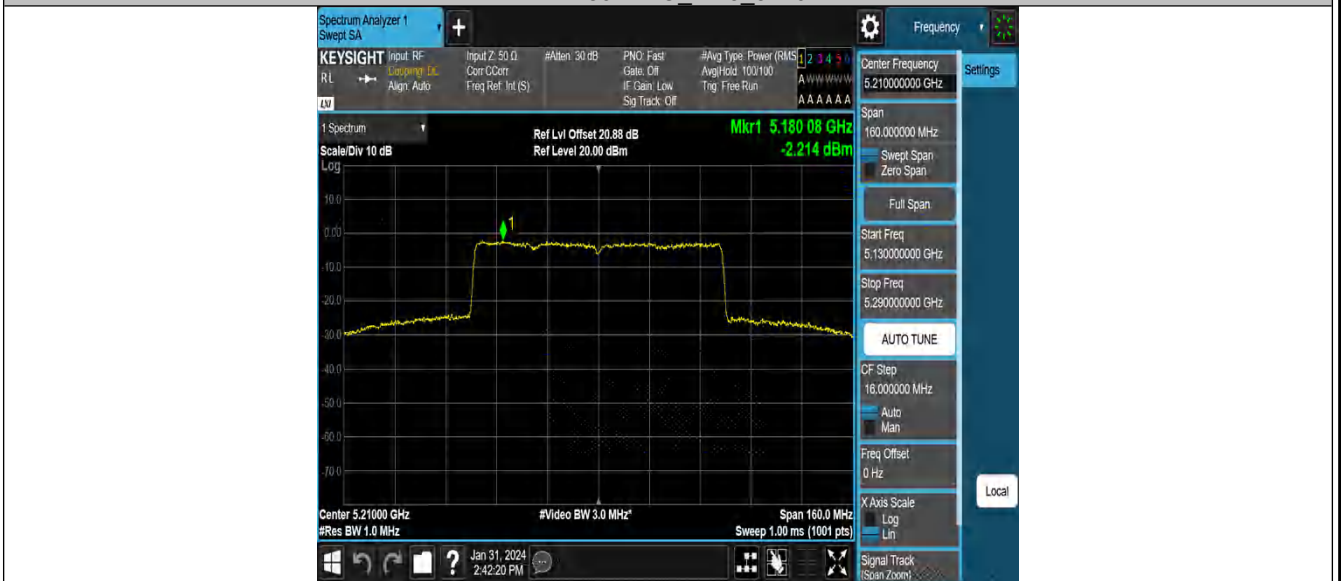 Spectrum Analyzer 1
Swept SA
+
Frequency
KEYSIGHT
Input: RF
Coupling: DC
Align: Auto
RL
LXI
Input Z: 50 Ω
Corr CCorr
Freq Ref: Int (S)
#Atten: 30 dB
PNO: Fast
Gate: Off
IF Gain: Low
Sig Track: Off
#Avg Type: Power (RMS
Avg|Hold: 100/100
Trig: Free Run
1 2 3 4 5 6
A W W W W W
A A A A A A
1 Spectrum
Scale/Div 10 dB
Log
Ref Lvl Offset 20.88 dB
Ref Level 20.00 dBm
Mkr1 5.180 08 GHz
-2.214 dBm
10.0
0.00
-10.0
-20.0
-30.0
-40.0
-50.0
-60.0
-70.0
1
Center 5.21000 GHz
#Res BW 1.0 MHz
#Video BW 3.0 MHz*
Span 160.0 MHz
Sweep 1.00 ms (1001 pts)
Jan 31, 2024
2:42:20 PM
?
Center Frequency
5.210000000 GHz
Settings
Span
160.000000 MHz
Swept Span
Zero Span
Full Span
Start Freq
5.130000000 GHz
Stop Freq
5.290000000 GHz
AUTO TUNE
CF Step
16.000000 MHz
Auto
Man
Freq Offset
0 Hz
X Axis Scale
Log
Lin
Local
Signal Track
(Span Zoom)